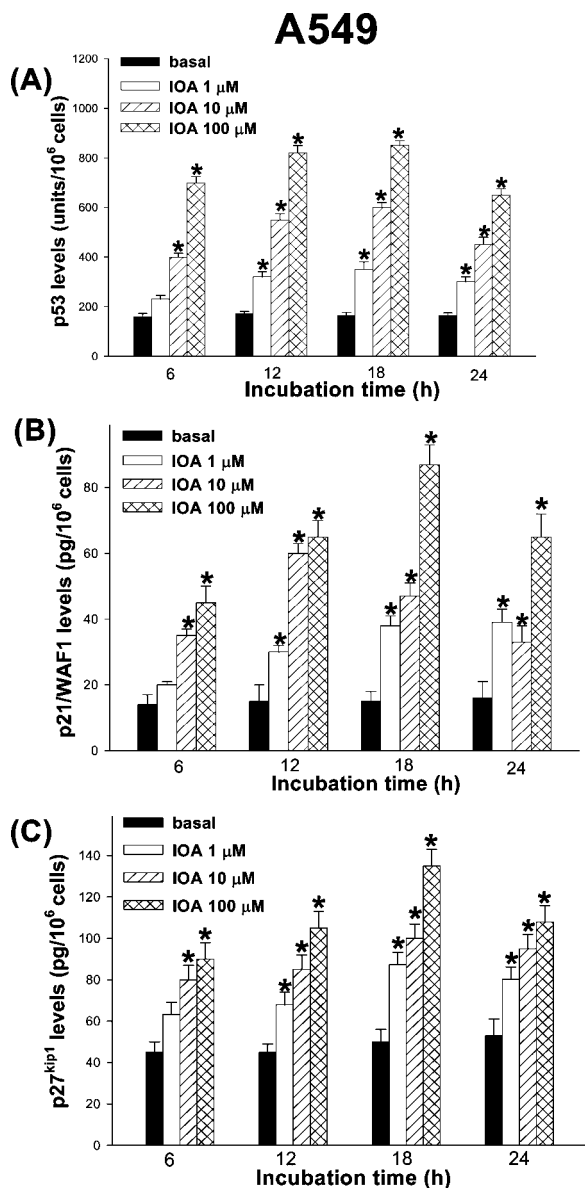 A549
(A)
basal
IOA 1 μM
IOA 10 μM
IOA 100 μM
1200
1000
800
600
400
200
0
p53 levels (units/10⁶ cells)
* * * * * * * * * * *
6 12 18 24
Incubation time (h)
(B)
basal
IOA 1 μM
IOA 10 μM
IOA 100 μM
80
60
40
20
0
p21/WAF1 levels (pg/10⁶ cells)
* * * * * * * * * * *
6 12 18 24
Incubation time (h)
(C)
basal
IOA 1 μM
IOA 10 μM
IOA 100 μM
140
120
100
80
60
40
20
0
p27ᵏⁱᵖ¹ levels (pg/10⁶ cells)
* * * * * * * * * * *
6 12 18 24
Incubation time (h)